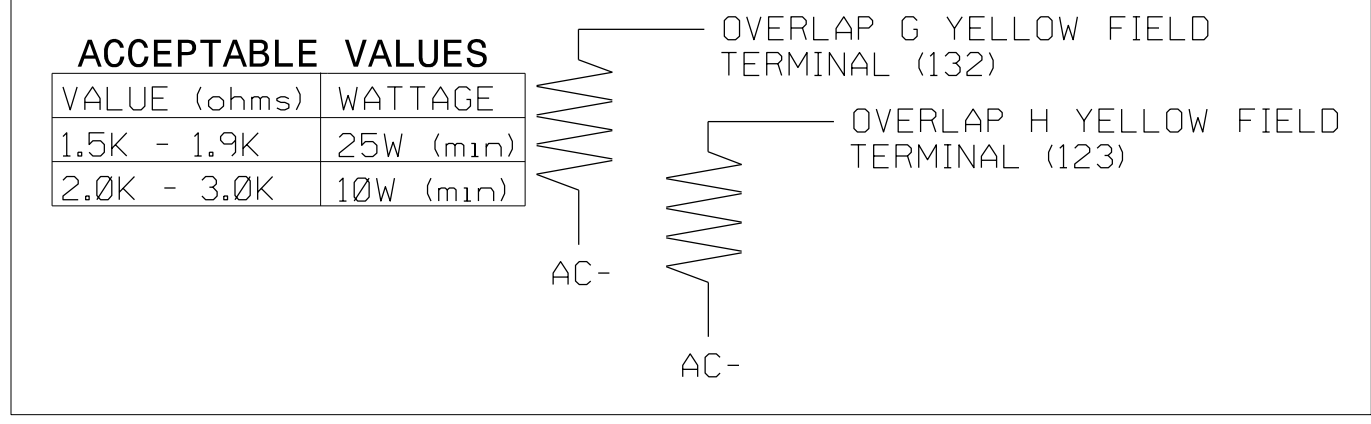 ACCEPTABLE VALUES
VALUE (ohms) WATTAGE
1.5K - 1.9K 25W (min)
2.0K - 3.0K 10W (min)
OVERLAP G YELLOW FIELD
TERMINAL (132)
AC-
OVERLAP H YELLOW FIELD
TERMINAL (123)
AC-